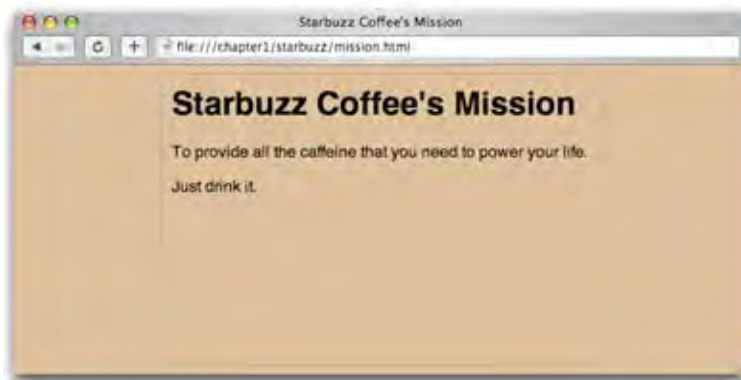 Starbuzz Coffee's Mission
file:///chapter1/starbuzz/mission.html
Starbuzz Coffee's Mission
To provide all the caffeine that you need to power your life.
Just drink it.